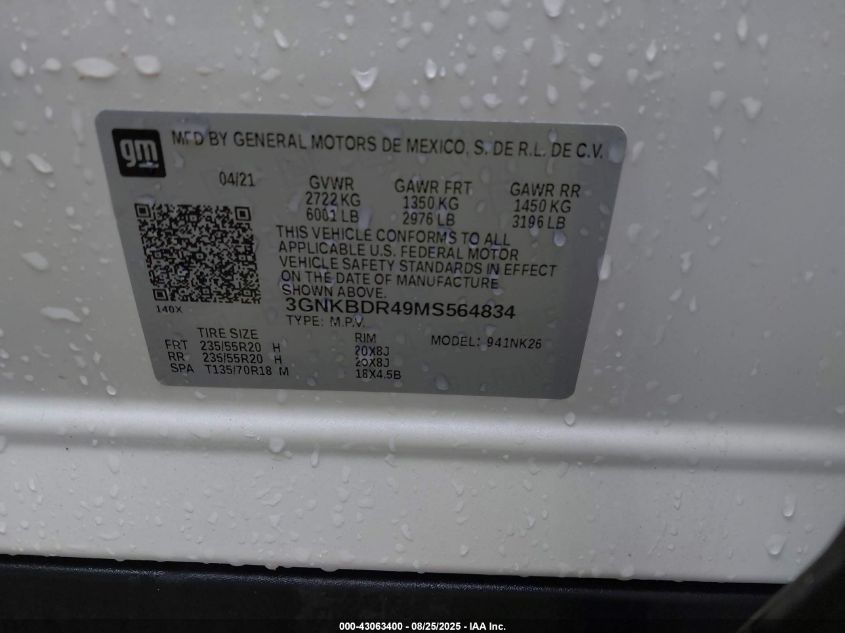 gm
MFD BY GENERAL MOTORS DE MEXICO, S. DE R.L. DE C.V.
04/21
GVWR GAWR FRT GAWR RR
2722 KG 1350 KG 1450 KG
6001 LB 2976 LB 3196 LB
THIS VEHICLE CONFORMS TO ALL
APPLICABLE U.S. FEDERAL MOTOR
VEHICLE SAFETY STANDARDS IN EFFECT
ON THE DATE OF MANUFACTURE
SHOWN ABOVE.
140X
3GNKBDR49MS564834
TYPE: M.P.V.
TIRE SIZE RIM MODEL: 941NK26
FRT 235/55R20 H 20X8J
RR 235/55R20 H 20X8J
SPA T135/70R18 M 18X4.5B
000-43063400 - 08/25/2025 - IAA Inc.